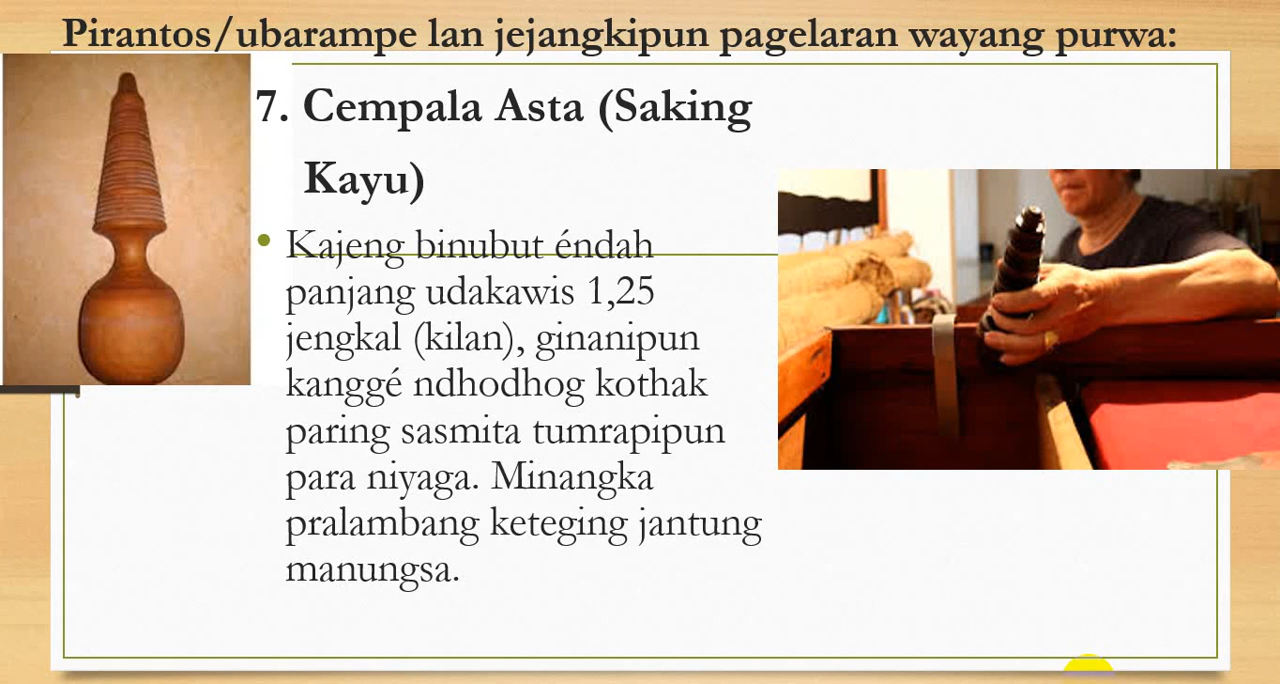 Pirantos/ubarampe lan jejangkipun pagelaran wayang purwa:
7. Cempala Asta (Saking
Kayu)
• Kajeng binubut éndah
panjang udakawis 1,25
jengkal (kilan), ginanipun
kanggé ndhodhog kothak
paring sasmita tumrapipun
para niyaga. Minangka
pralambang keteging jantung
manungsa.